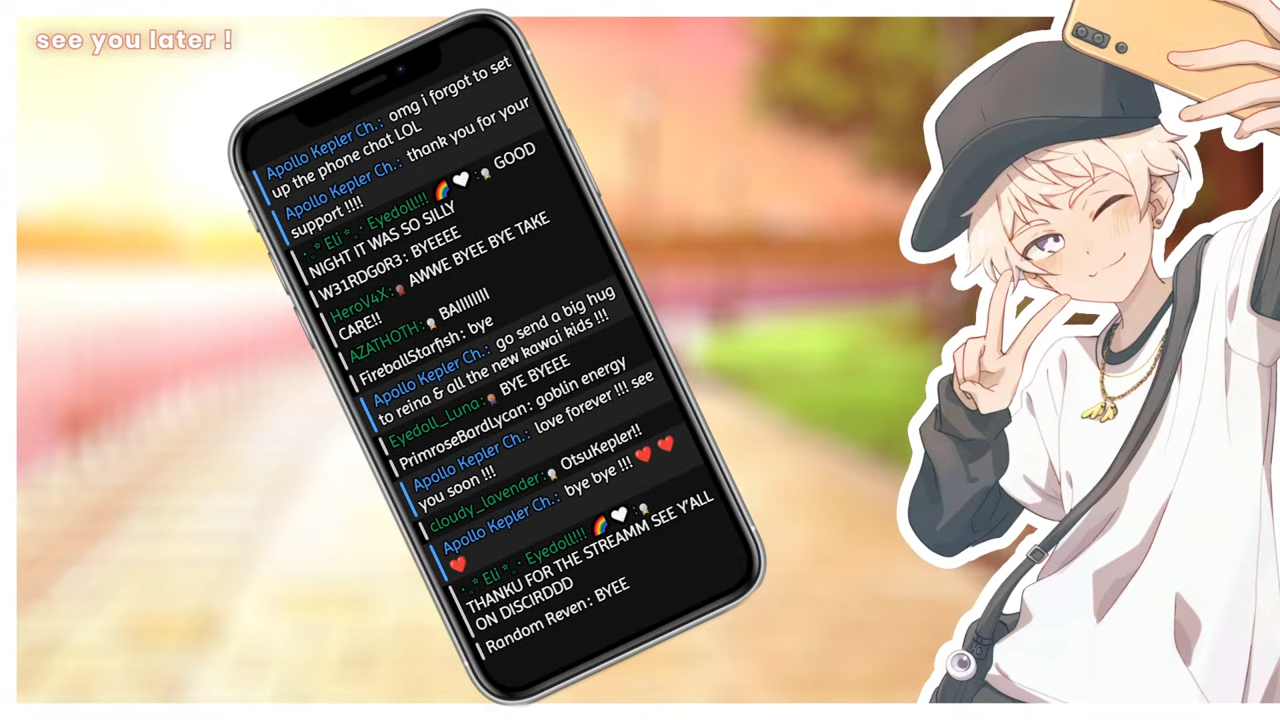 see you later !
Apollo Kepler Ch.: omg i forgot to set
up the phone chat LOL
Apollo Kepler Ch.: thank you for your
support !!!!
Eli Eyedoll!!! 🌈🤍: GOOD
NIGHT IT WAS SO SILLY
W31RDG0R3: BYEEEE
HeroV4X: AWWE BYEE BYE TAKE
CARE!!
AZATHOTH: BAIIIIIIII
FireballStarfish: bye
Apollo Kepler Ch.: go send a big hug
to reina & all the new kawai kids !!!
Eyedoll_Luna: BYE BYEEE
PrimroseBardLycan: goblin energy
Apollo Kepler Ch.: love forever !!! see
you soon !!!
cloudy_lavender: OtsuKepler!!
Apollo Kepler Ch.: bye bye !!! ❤️ ❤️
❤️
Eli Eyedoll!!! 🌈🤍:
THANKU FOR THE STREAMM SEE Y'ALL
ON DISCIRDDD
Random Reven: BYEE